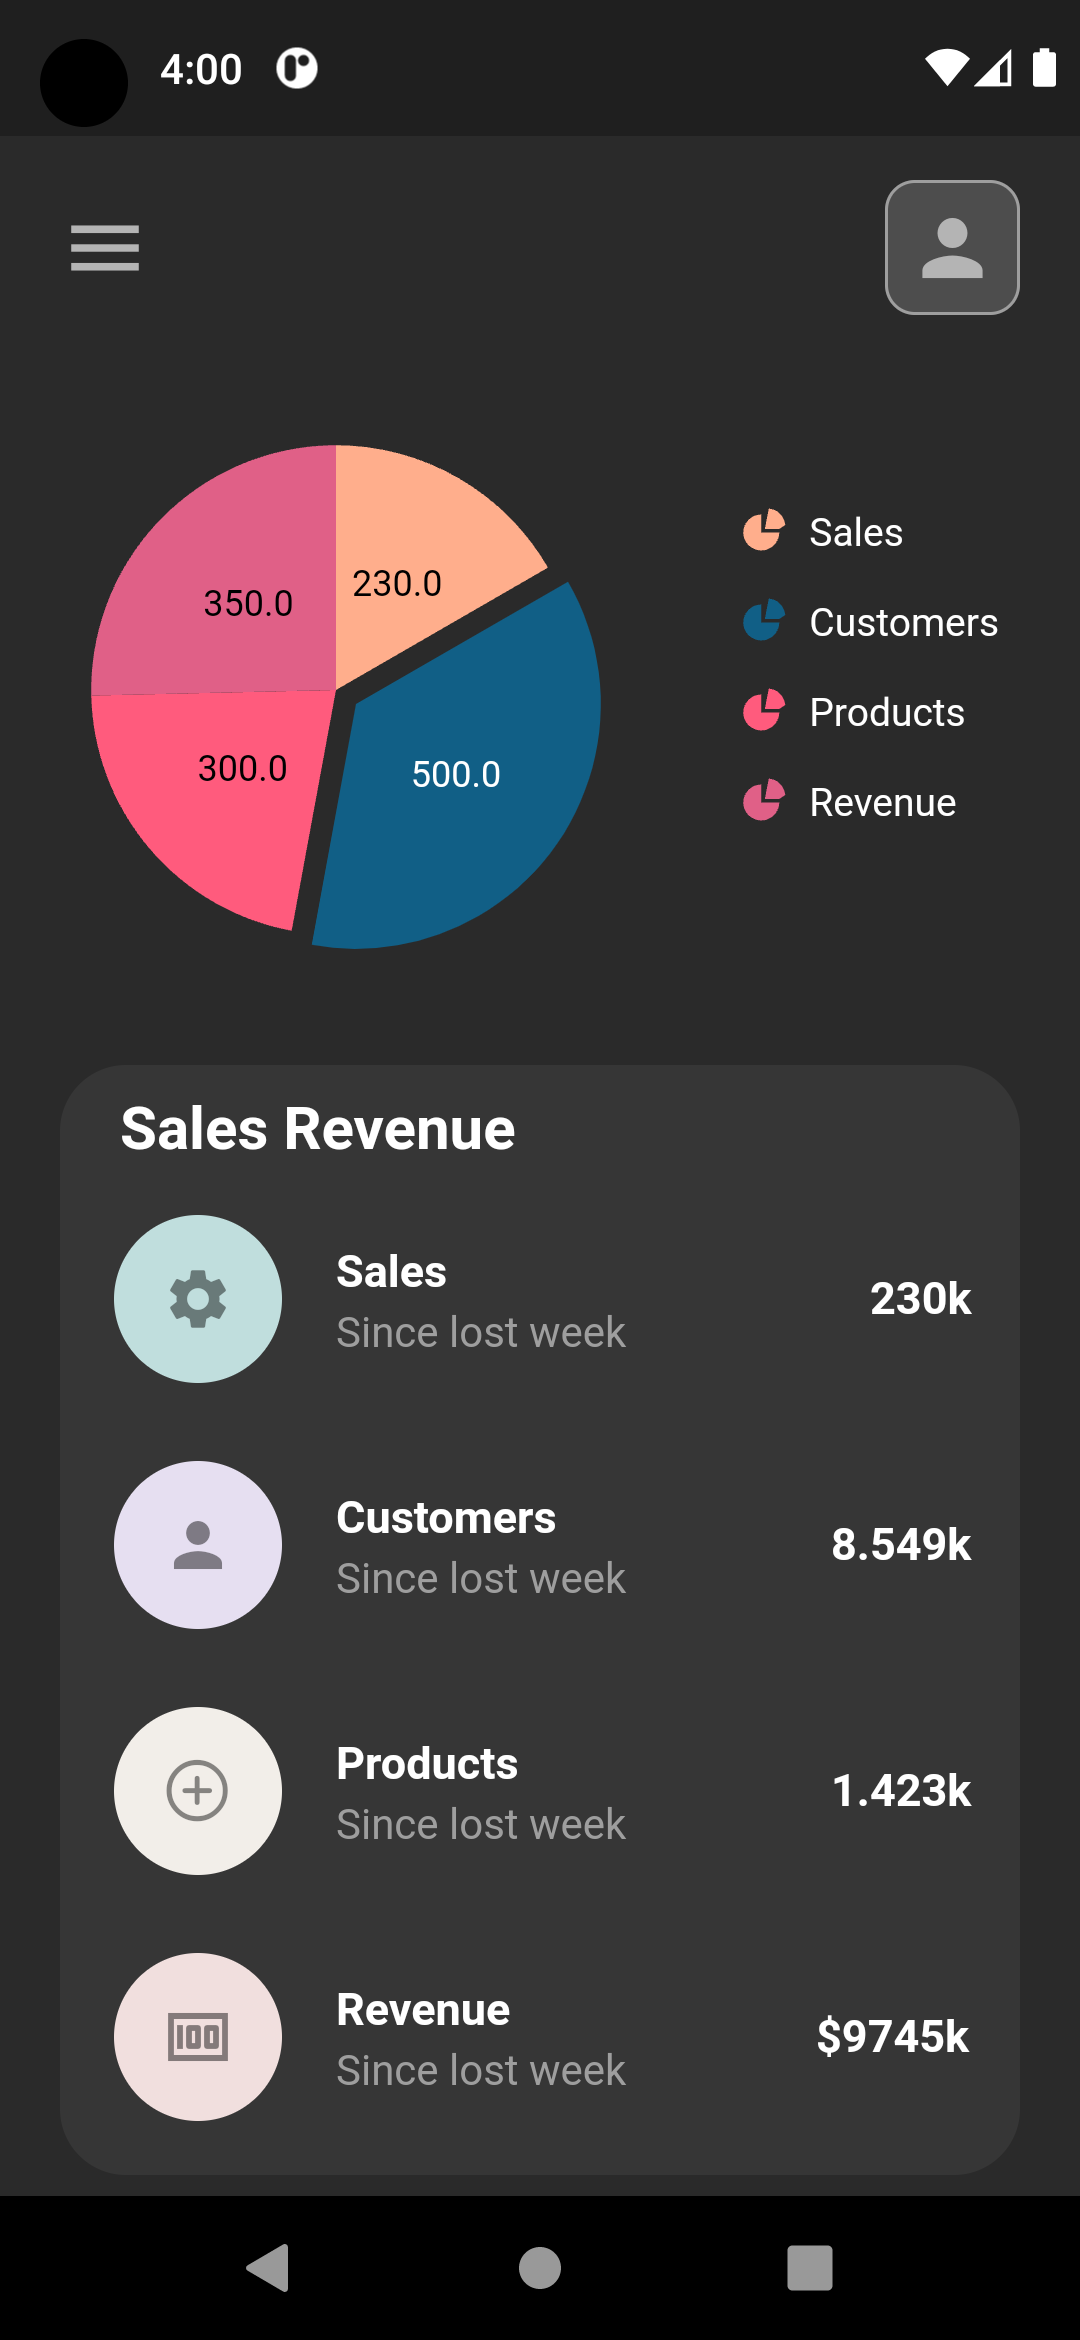 4:00
230.0
350.0
300.0
500.0
Sales
Customers
Products
Revenue
Sales Revenue
Sales
Since lost week
230k
Customers
Since lost week
8.549k
Products
Since lost week
1.423k
Revenue
Since lost week
$9745k